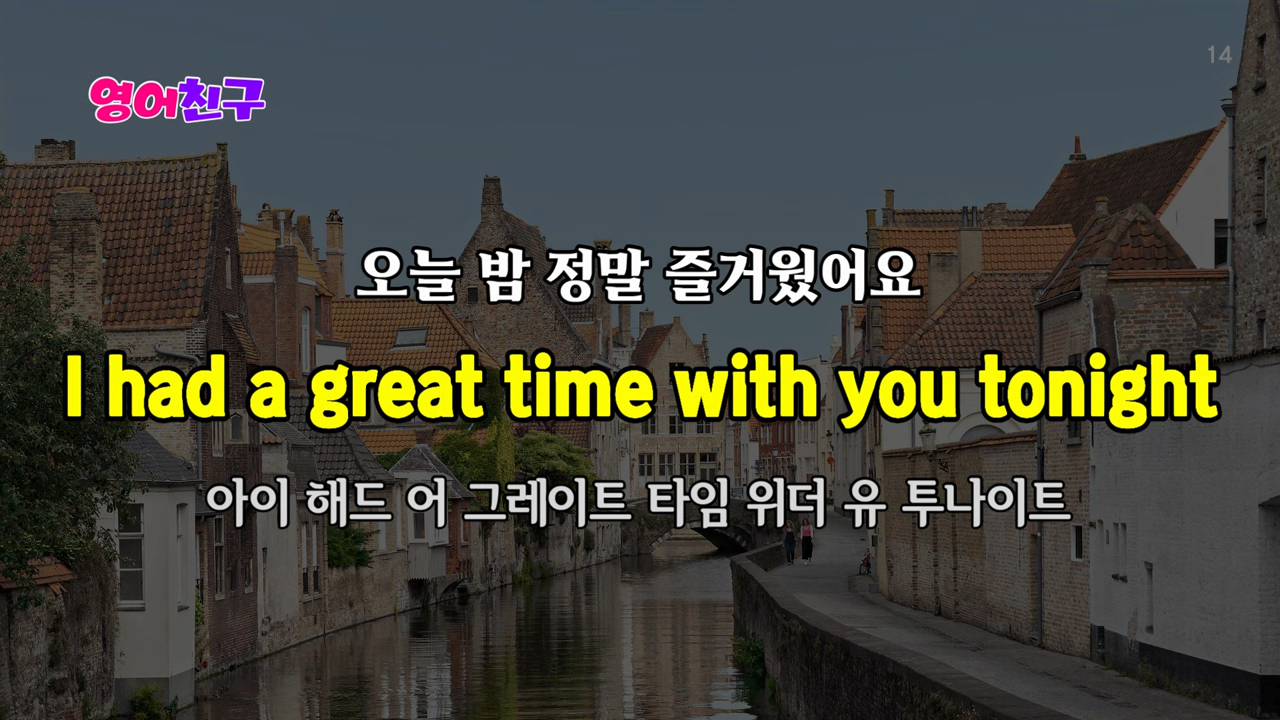 14
영어친구
오늘 밤 정말 즐거웠어요
I had a great time with you tonight
아이 해드 어 그레이트 타임 위더 유 투나이트